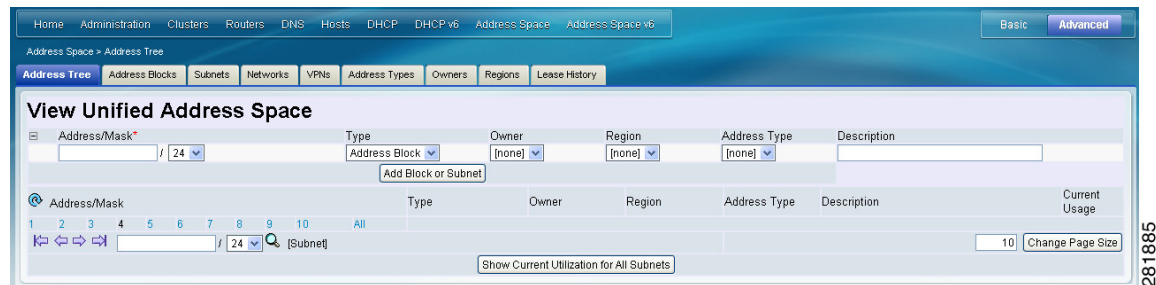 Home Administration Clusters Routers DNS Hosts DHCP DHCP v6 Address Space Address Space v6 Basic Advanced
Address Space > Address Tree
Address Tree Address Blocks Subnets Networks VPNs Address Types Owners Regions Lease History
View Unified Address Space
Address/Mask* Type Owner Region Address Type Description
/ 24 Address Block [none] [none] [none]
Add Block or Subnet
Address/Mask Type Owner Region Address Type Description Current Usage
1 2 3 4 5 6 7 8 9 10 All
/ 24 [Subnet] 10 Change Page Size
Show Current Utilization for All Subnets
281885